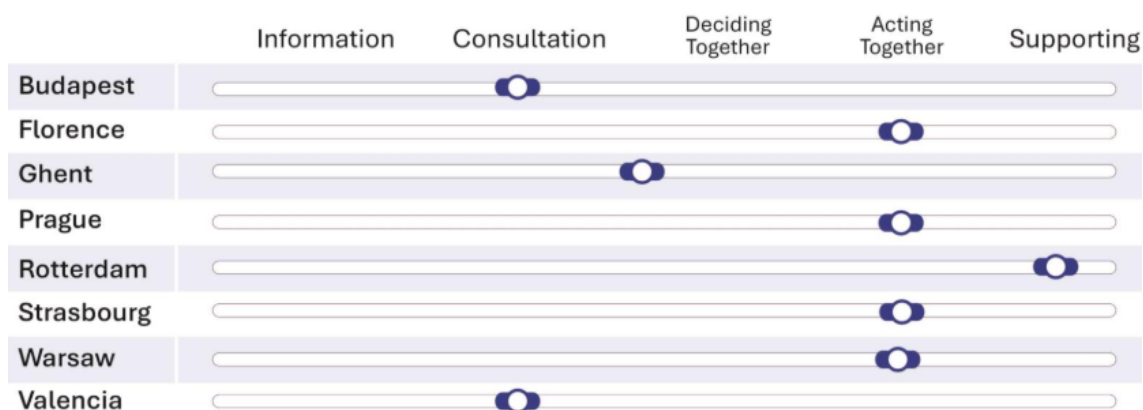 Information Consultation Deciding Together Acting Together Supporting
Budapest
Florence
Ghent
Prague
Rotterdam
Strasbourg
Warsaw
Valencia